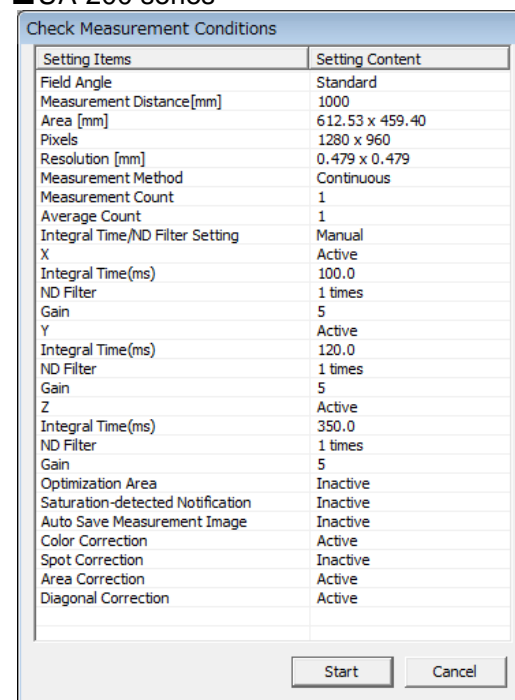 ■UA-200 series
Check Measurement Conditions
Setting Items Setting Content
Field Angle Standard
Measurement Distance[mm] 1000
Area [mm] 612.53 x 459.40
Pixels 1280 x 960
Resolution [mm] 0.479 x 0.479
Measurement Method Continuous
Measurement Count 1
Average Count 1
Integral Time/ND Filter Setting Manual
X Active
Integral Time(ms) 100.0
ND Filter 1 times
Gain 5
Y Active
Integral Time(ms) 120.0
ND Filter 1 times
Gain 5
Z Active
Integral Time(ms) 350.0
ND Filter 1 times
Gain 5
Optimization Area Inactive
Saturation-detected Notification Inactive
Auto Save Measurement Image Inactive
Color Correction Active
Spot Correction Inactive
Area Correction Active
Diagonal Correction Active
Start Cancel